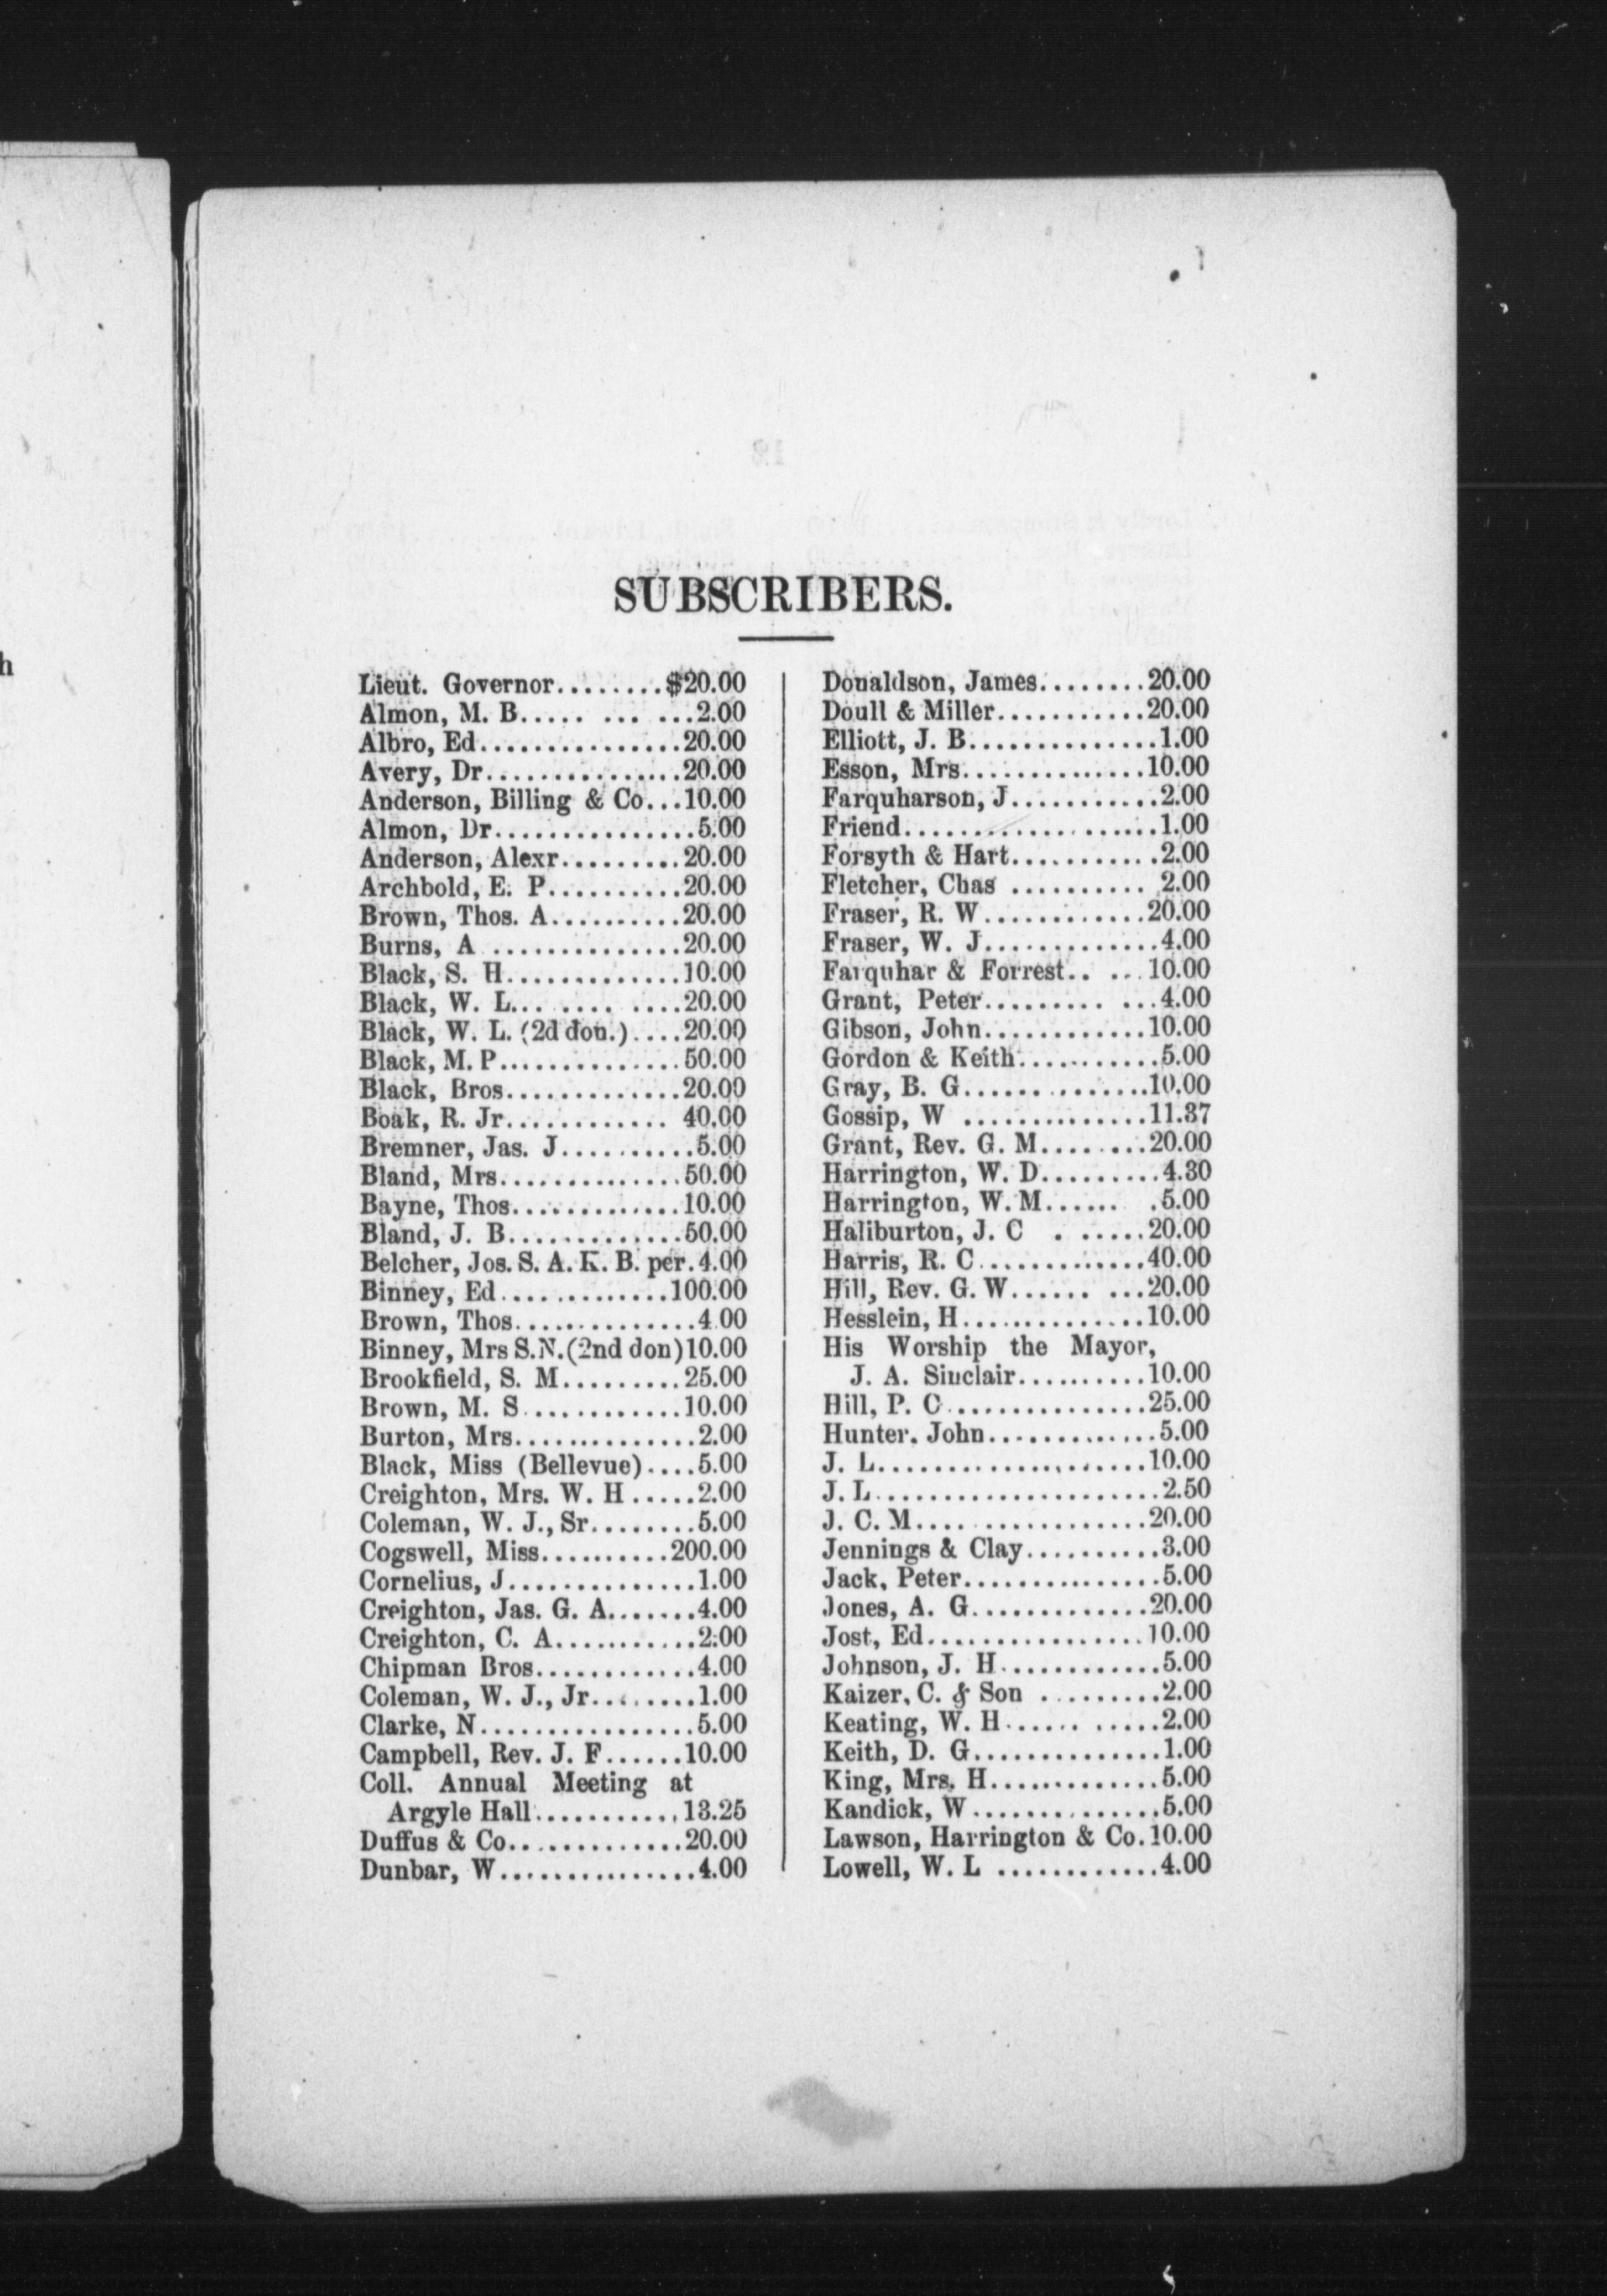 h
SUBSCRIBERS.
Lieut. Governor........$20.00
Almon, M. B..... ... ...2.00
Albro, Ed...............20.00
Avery, Dr...............20.00
Anderson, Billing & Co...10.00
Almon, Dr...............5.00
Anderson, Alexr.........20.00
Archbold, E. P..........20.00
Brown, Thos. A..........20.00
Burns, A ...............20.00
Black, S. H.............10.00
Black, W. L... .... ....20.00
Black, W. L. (2d don.)....20.00
Black, M. P..............50.00
Black, Bros.............20.00
Boak, R. Jr............ 40.00
Bremner, Jas. J..........5.00
Bland, Mrs..............50.00
Bayne, Thos.............10.00
Bland, J. B.............50.00
Belcher, Jos. S. A. K. B. per.4.00
Binney, Ed.............100.00
Brown, Thos..............4.00
Binney, Mrs S.N.(2nd don)10.00
Brookfield, S. M.........25.00
Brown, M. S............10.00
Burton, Mrs..............2.00
Black, Miss (Bellevue)....5.00
Creighton, Mrs. W. H.....2.00
Coleman, W. J., Sr........5.00
Cogswell, Miss..........200.00
Cornelius, J..............1.00
Creighton, Jas. G. A.......4.00
Creighton, C. A...........2.00
Chipman Bros............4.00
Coleman, W. J., Jr........1.00
Clarke, N................5.00
Campbell, Rev. J. F......10.00
Coll. Annual Meeting at
Argyle Hall...........13.25
Duffus & Co.............20.00
Dunbar, W...............4.00
Donaldson, James........20.00
Doull & Miller...........20.00
Elliott, J. B..............1.00
Esson, Mrs..............10.00
Farquharson, J...........2.00
Friend...................1.00
Forsyth & Hart...........2.00
Fletcher, Chas .......... 2.00
Fraser, R. W............20.00
Fraser, W. J.............4.00
Farquhar & Forrest.. ...10.00
Grant, Peter......... ...4.00
Gibson, John............10.00
Gordon & Keith...........5.00
Gray, B. G..............10.00
Gossip, W ..............11.37
Grant, Rev. G. M........20.00
Harrington, W. D.........4.30
Harrington, W. M...... .5.00
Haliburton, J. C . .....20.00
Harris, R. C.............40.00
Hill, Rev. G. W...... ...20.00
Hesslein, H..............10.00
His Worship the Mayor,
J. A. Sinclair..........10.00
Hill, P. C...............25.00
Hunter, John.............5.00
J. L....................10.00
J. L.....................2.50
J. C. M.................20.00
Jennings & Clay..........3.00
Jack, Peter...............5.00
Jones, A. G.............20.00
Jost, Ed................10.00
Johnson, J. H............5.00
Kaizer, C. & Son .........2.00
Keating, W. H...... .....2.00
Keith, D. G..............1.00
King, Mrs. H.............5.00
Kandick, W..............5.00
Lawson, Harrington & Co.10.00
Lowell, W. L ............4.00